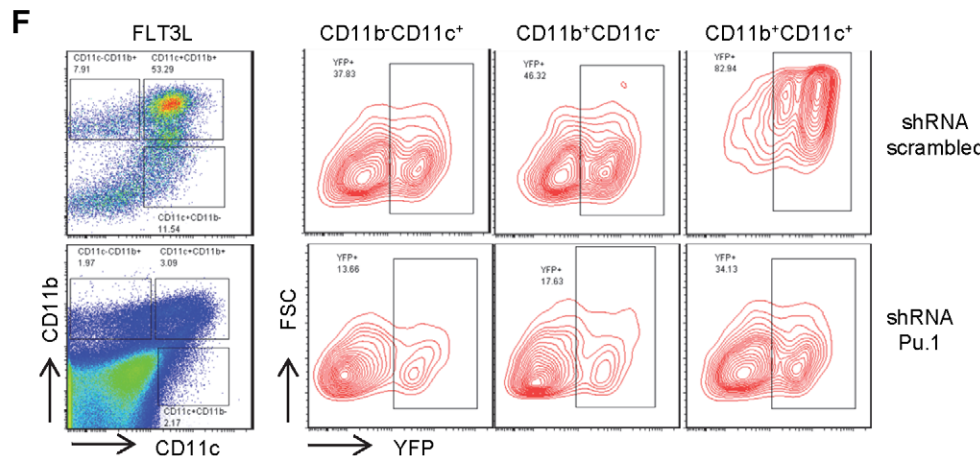 F
FLT3L
CD11b-CD11c+
CD11b+CD11c-
CD11b+CD11c+
CD11c-CD11b+
7.91
CD11c+CD11b+
53.29
CD11c+CD11b-
11.54
YFP+
37.83
YFP+
46.32
YFP+
82.94
shRNA
scrambled
CD11c-CD11b+
1.97
CD11c+CD11b+
3.09
CD11c+CD11b-
2.17
YFP+
13.66
YFP+
17.63
YFP+
34.13
shRNA
Pu.1
CD11b
CD11c
FSC
YFP